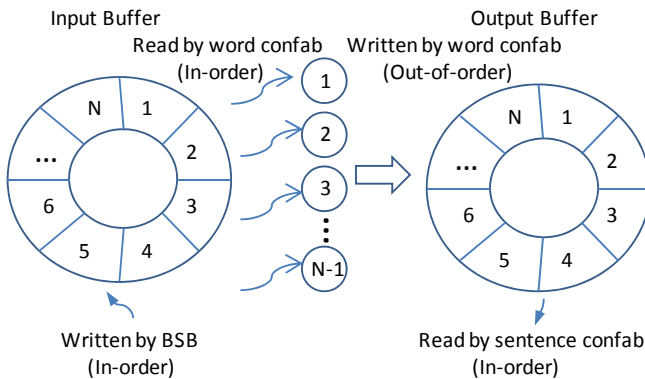 Input Buffer
Output Buffer
Read by word confab
(In-order)
Written by word confab
(Out-of-order)
N
1
2
3
4
5
6
...
1
2
3
N-1
N
1
2
3
4
5
6
...
Written by BSB
(In-order)
Read by sentence confab
(In-order)